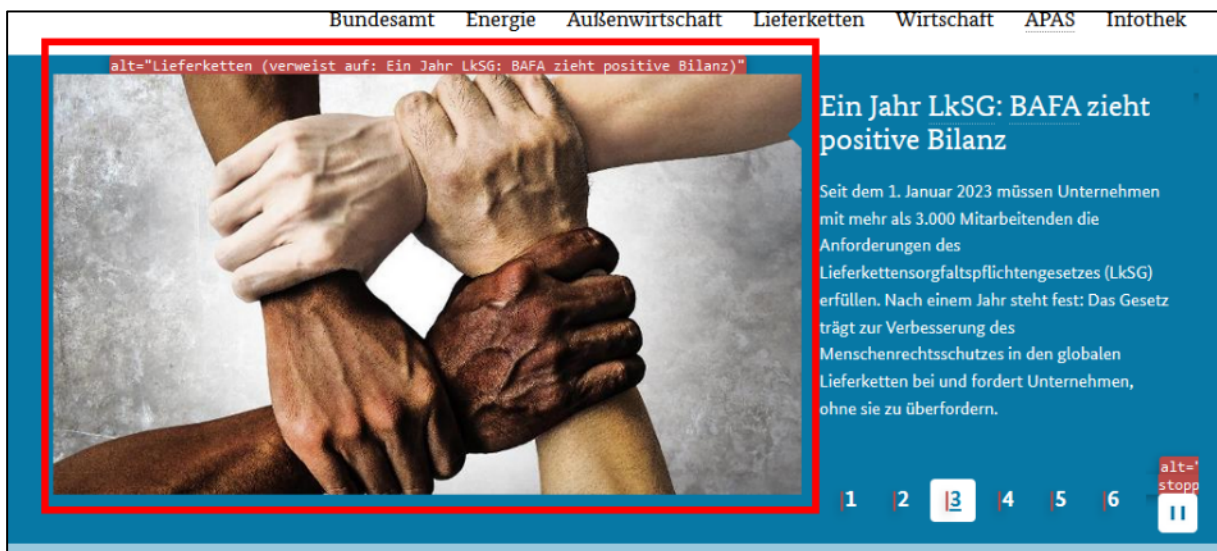 Bundesamt Energie Außenwirtschaft Lieferketten Wirtschaft APAS Infothek
alt="Lieferketten (verweist auf: Ein Jahr LkSG: BAFA zieht positive Bilanz)"
Ein Jahr LkSG: BAFA zieht
positive Bilanz
Seit dem 1. Januar 2023 müssen Unternehmen
mit mehr als 3.000 Mitarbeitenden die
Anforderungen des
Lieferkettensorgfaltspflichtengesetzes (LkSG)
erfüllen. Nach einem Jahr steht fest: Das Gesetz
trägt zur Verbesserung des
Menschenrechtsschutzes in den globalen
Lieferketten bei und fordert Unternehmen,
ohne sie zu überfordern.
alt="
stopp
1 2 3 4 5 6